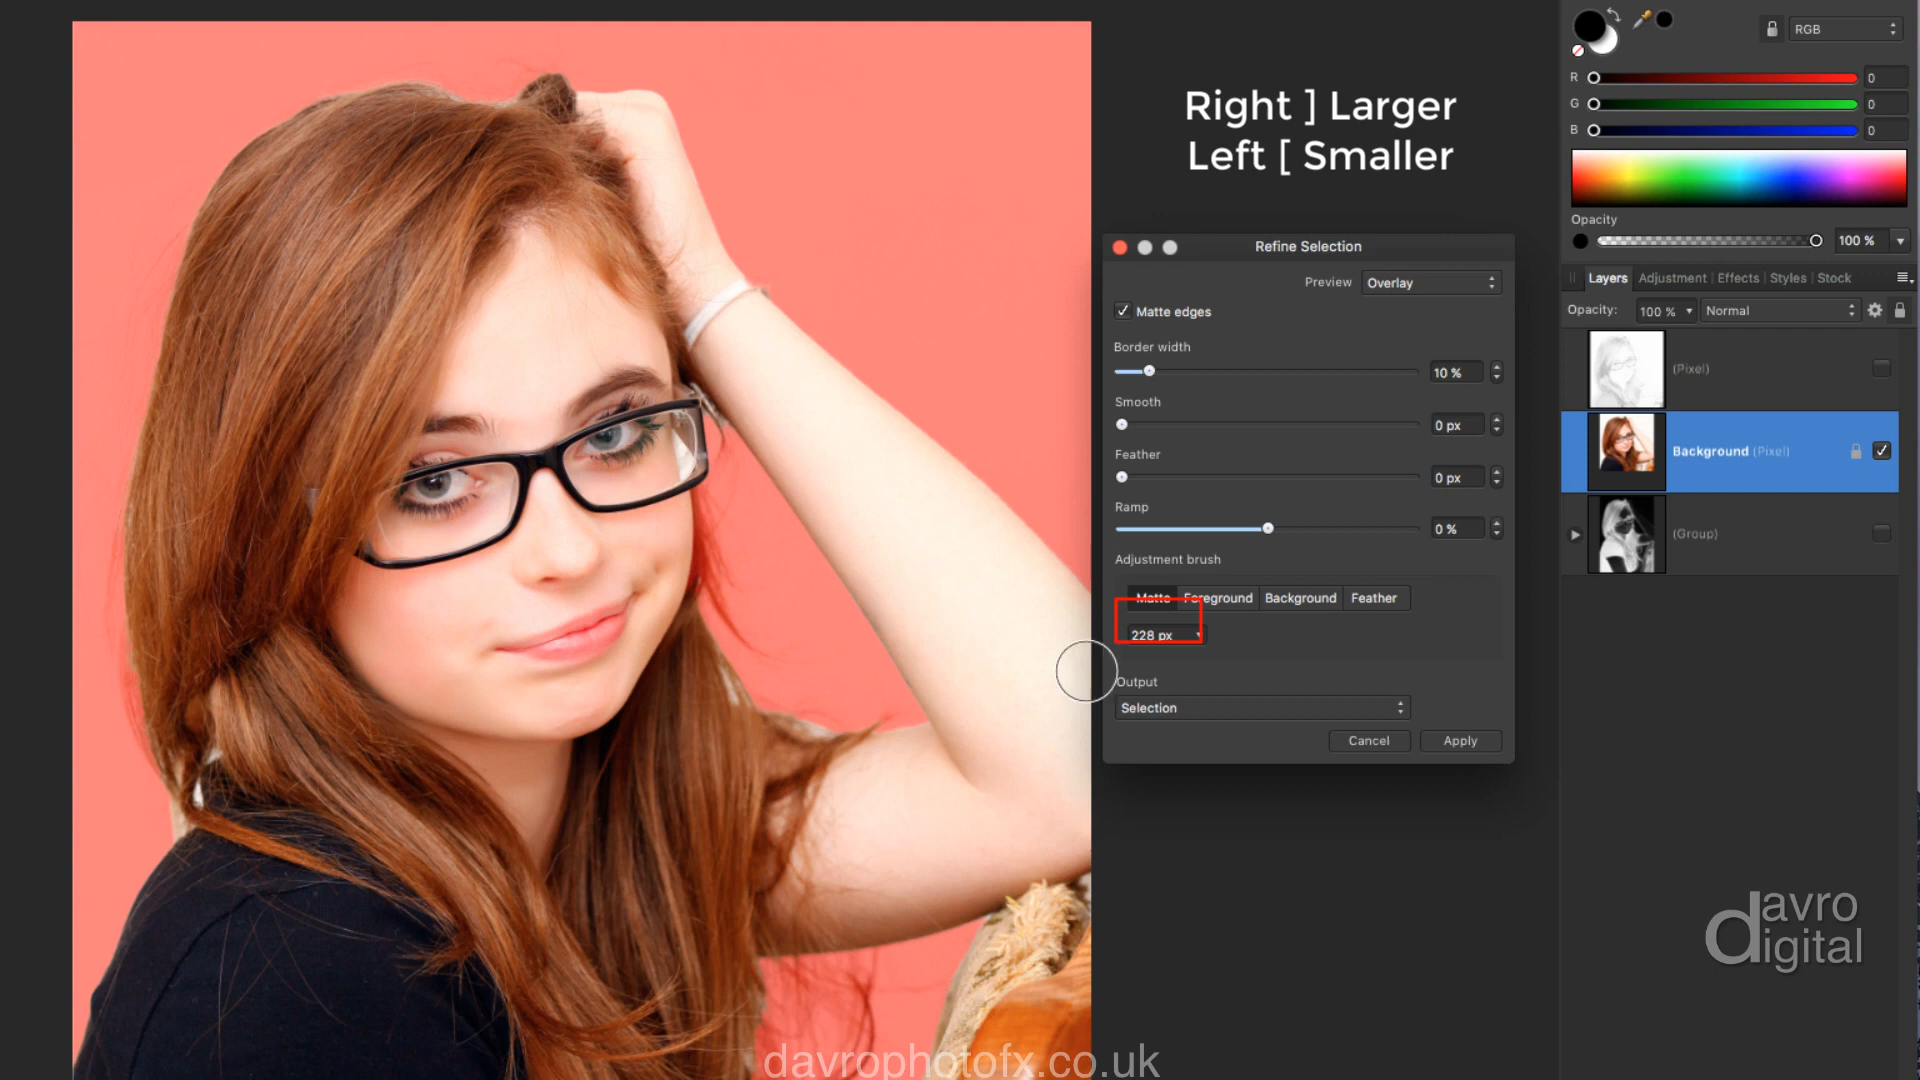 Right ] Larger
Left [ Smaller
RGB
R 0
G 0
B 0
Opacity
100 %
Layers Adjustment Effects Styles Stock
Opacity: 100 % Normal
(Pixel)
Background (Pixel)
(Group)
Refine Selection
Preview Overlay
Matte edges
Border width
10 %
Smooth
0 px
Feather
0 px
Ramp
0 %
Adjustment brush
Matte Foreground Background Feather
228 px
Output
Selection
Cancel Apply
davro
digital
davrophotofx.co.uk